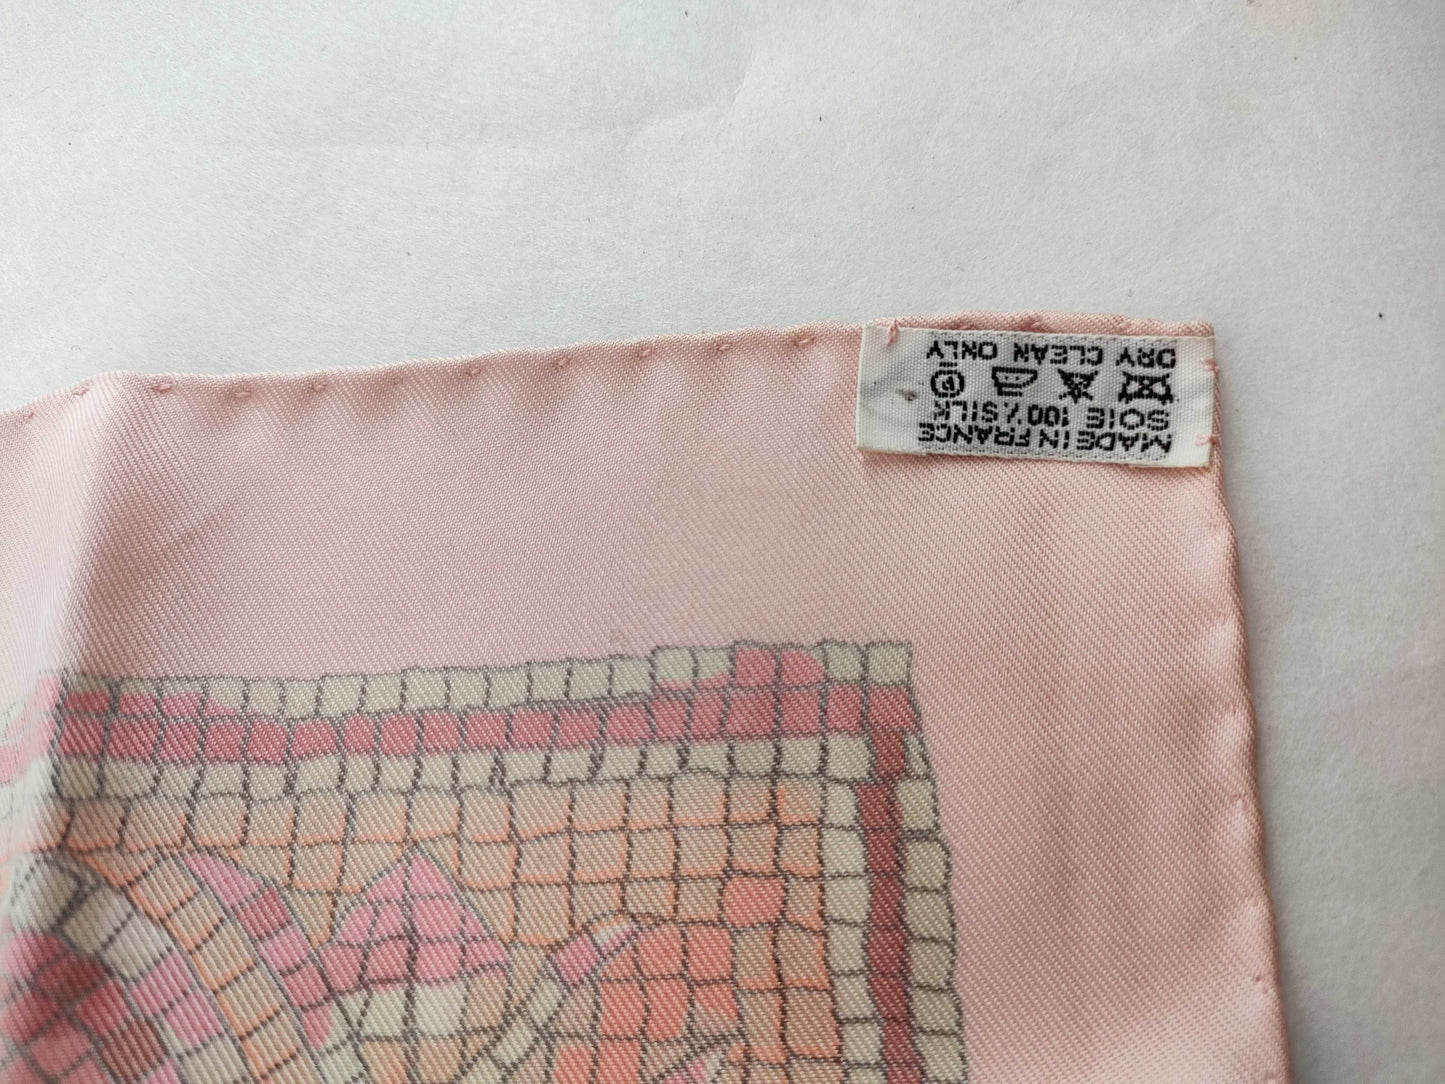 MADE IN FRANCE
SOIE 100% SILK
DRY CLEAN ONLY